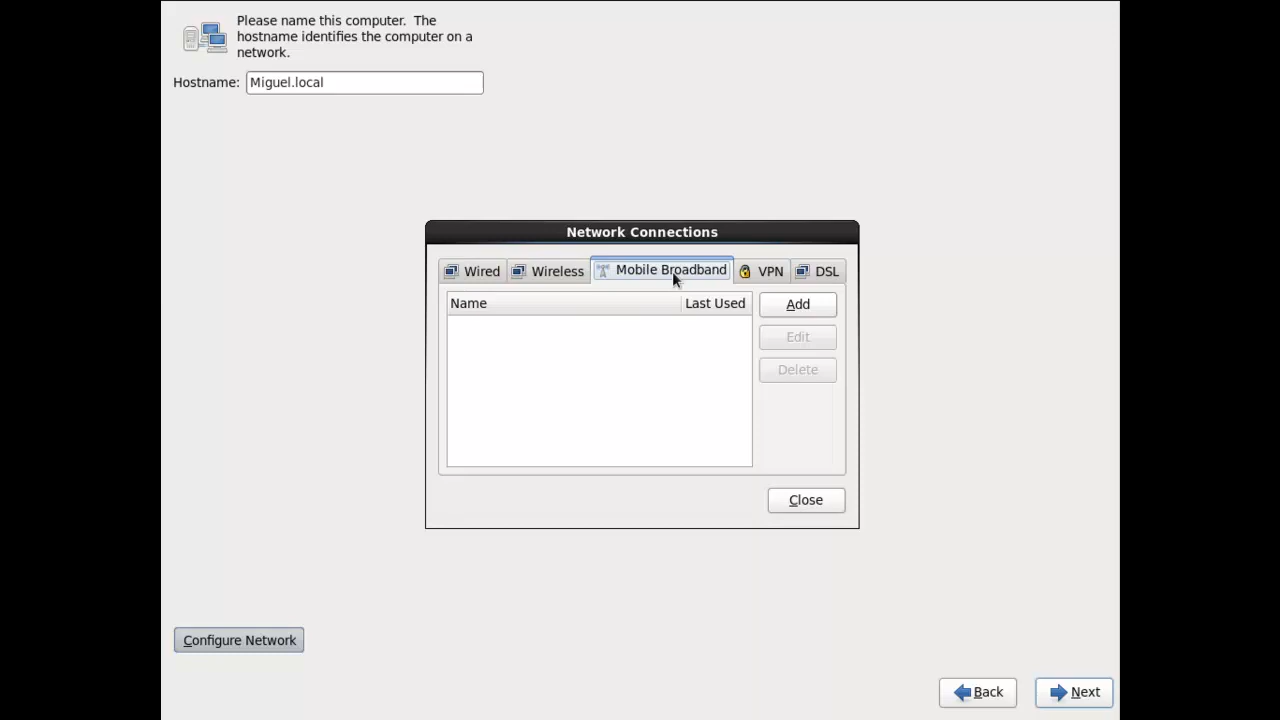 Please name this computer.  The
hostname identifies the computer on a
network.
Hostname: Miguel.local
Network Connections
Wired Wireless Mobile Broadband VPN DSL
Name Last Used Add
Edit
Delete
Close
Configure Network
Back Next